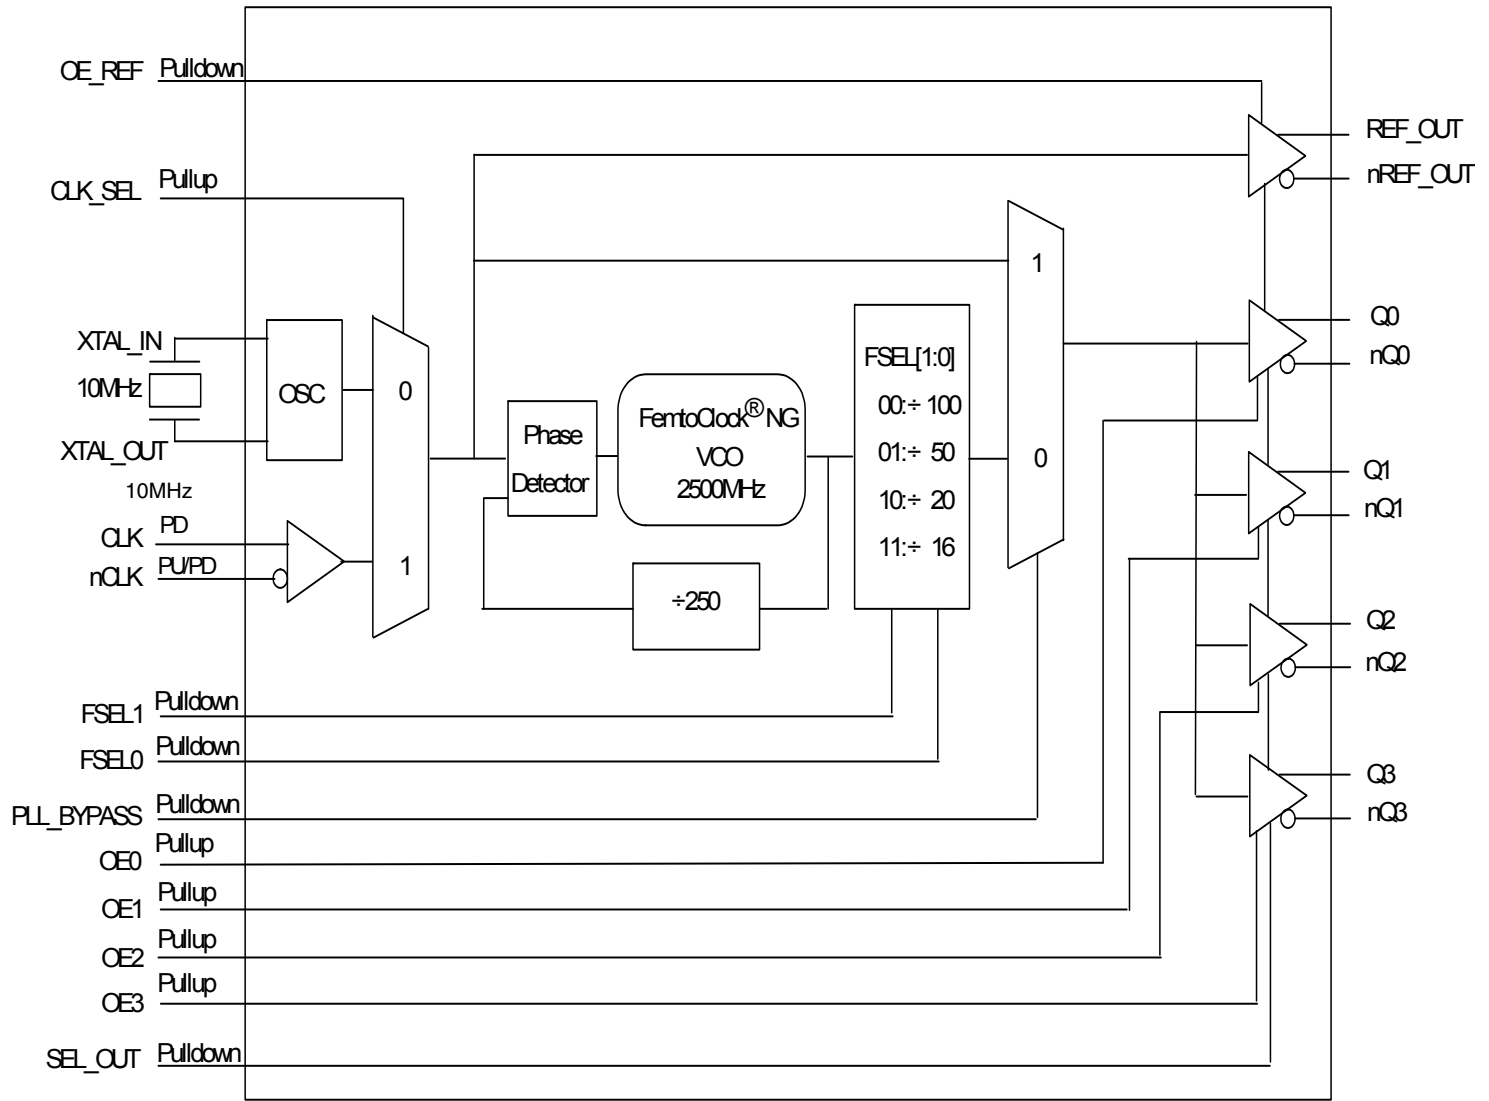 OE_REF Pulldown
REF_OUT
nREF_OUT
CLK_SEL Pullup
1
Q0
nQ0
XTAL_IN
10MHz
XTAL_OUT
OSC
0
FSEL[1:0]
00:÷ 100
01:÷ 50
10:÷ 20
11:÷ 16
Phase
Detector
FemtoClock® NG
VCO
2500MHz
0
Q1
nQ1
10MHz
CLK PD
nCLK PU/PD
1
÷250
Q2
nQ2
FSEL1 Pulldown
FSEL0 Pulldown
Q3
nQ3
PLL_BYPASS Pulldown
OE0 Pullup
OE1 Pullup
OE2 Pullup
OE3 Pullup
SEL_OUT Pulldown